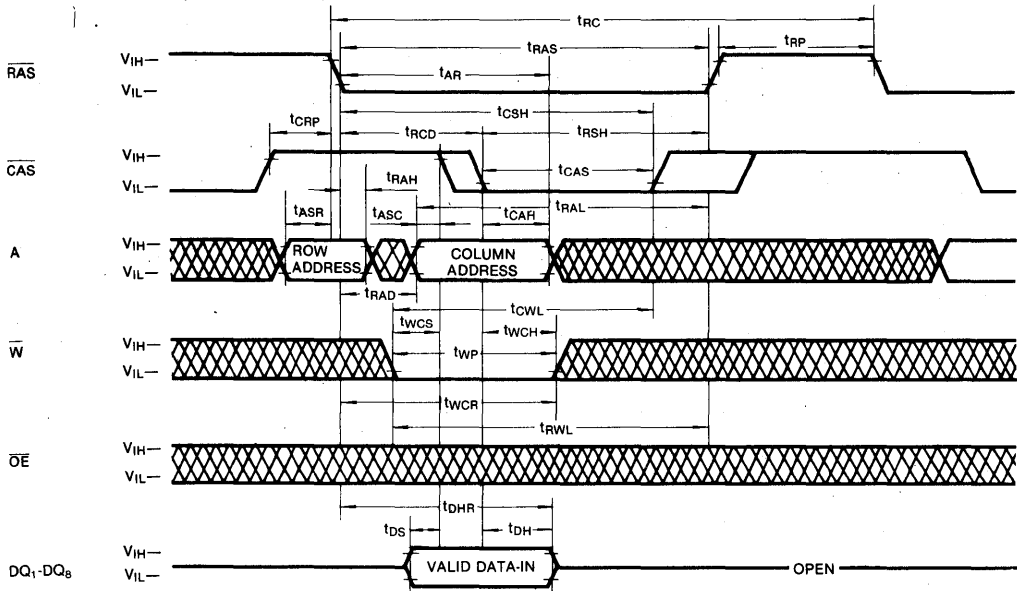 tRC
tRAS
tRP
RAS
VIH
VIL
tAR
tCSH
tCRP
tRCD
tRSH
CAS
VIH
VIL
tCAS
tRAH
tRAL
tASR
tASC
tCAH
A
VIH
VIL
ROW
ADDRESS
COLUMN
ADDRESS
tRAD
tCWL
tWCS
tWCH
W
VIH
VIL
tWP
tWCR
tRWL
OE
VIH
VIL
tDHR
tDS
tDH
DQ1-DQ8
VIH
VIL
VALID DATA-IN
OPEN